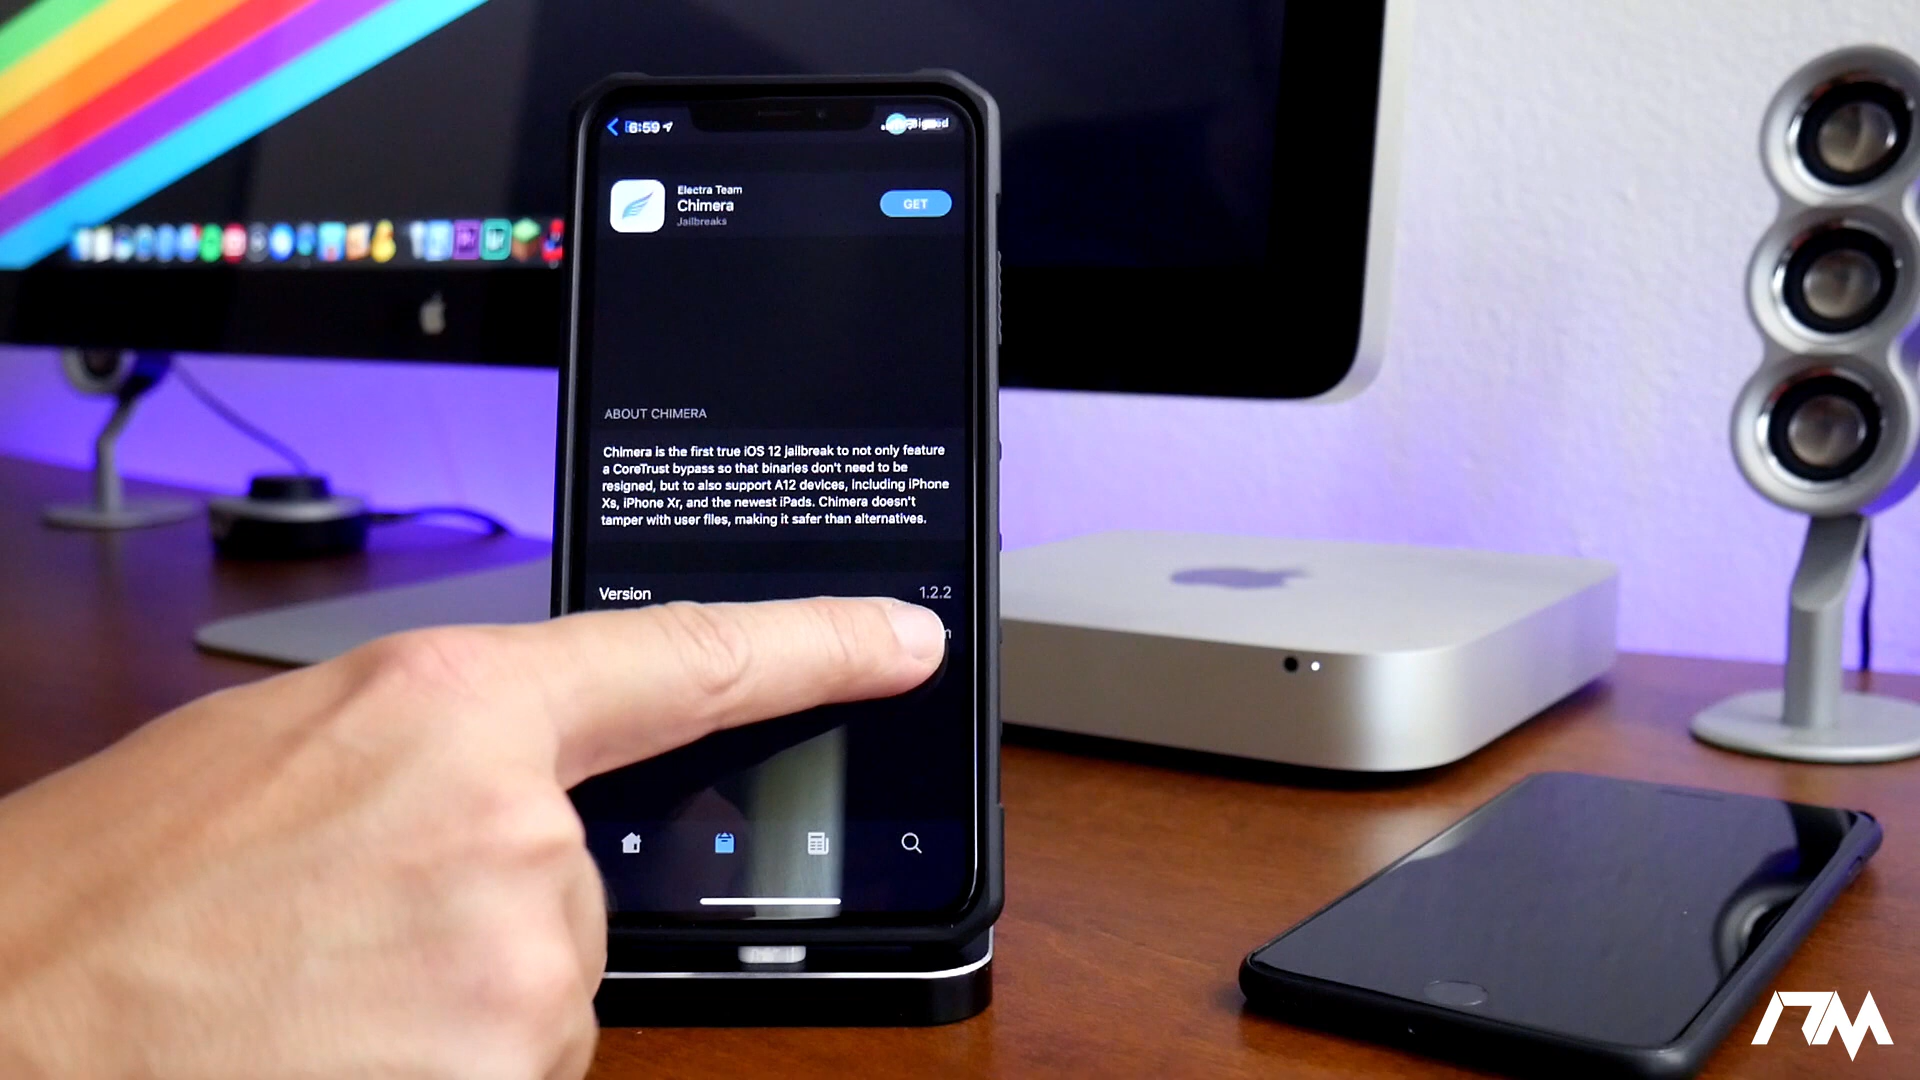 6:59
Electra Team
Chimera
Jailbreaks
GET
ABOUT CHIMERA
Chimera is the first true iOS 12 jailbreak to not only feature
a CoreTrust bypass so that binaries don't need to be
resigned, but to also support A12 devices, including iPhone
Xs, iPhone Xr, and the newest iPads. Chimera doesn't
tamper with user files, making it safer than alternatives.
Version 1.2.2